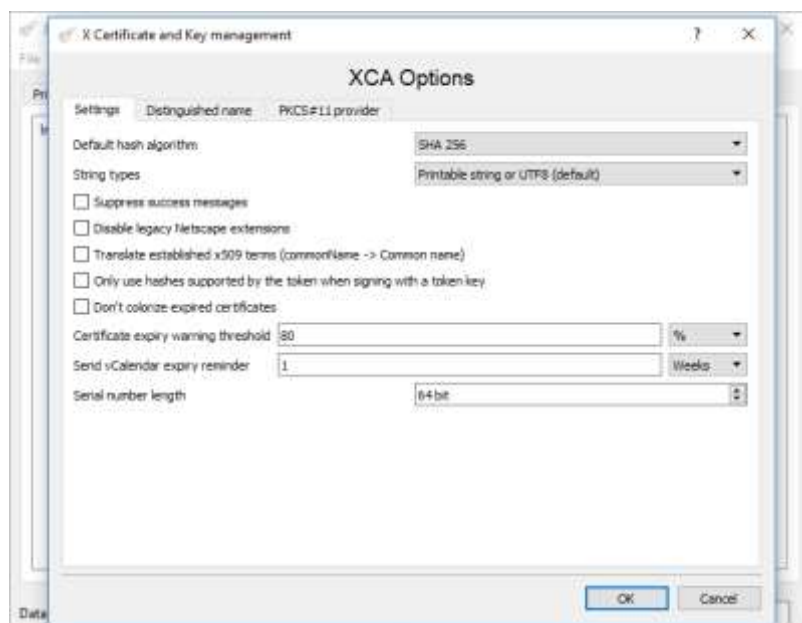 X Certificate and Key management
File
XCA Options
Settings Distinguished name PKCS#11 provider
Default hash algorithm SHA 256
String types Printable string or UTF8 (default)
Suppress success messages
Disable legacy Netscape extensions
Translate established x509 terms (commonName -> Common name)
Only use hashes supported by the token when signing with a token key
Don't colorize expired certificates
Certificate expiry warning threshold 80 %
Send vCalendar expiry reminder 1 Weeks
Serial number length 64 bit
OK Cancel
Data